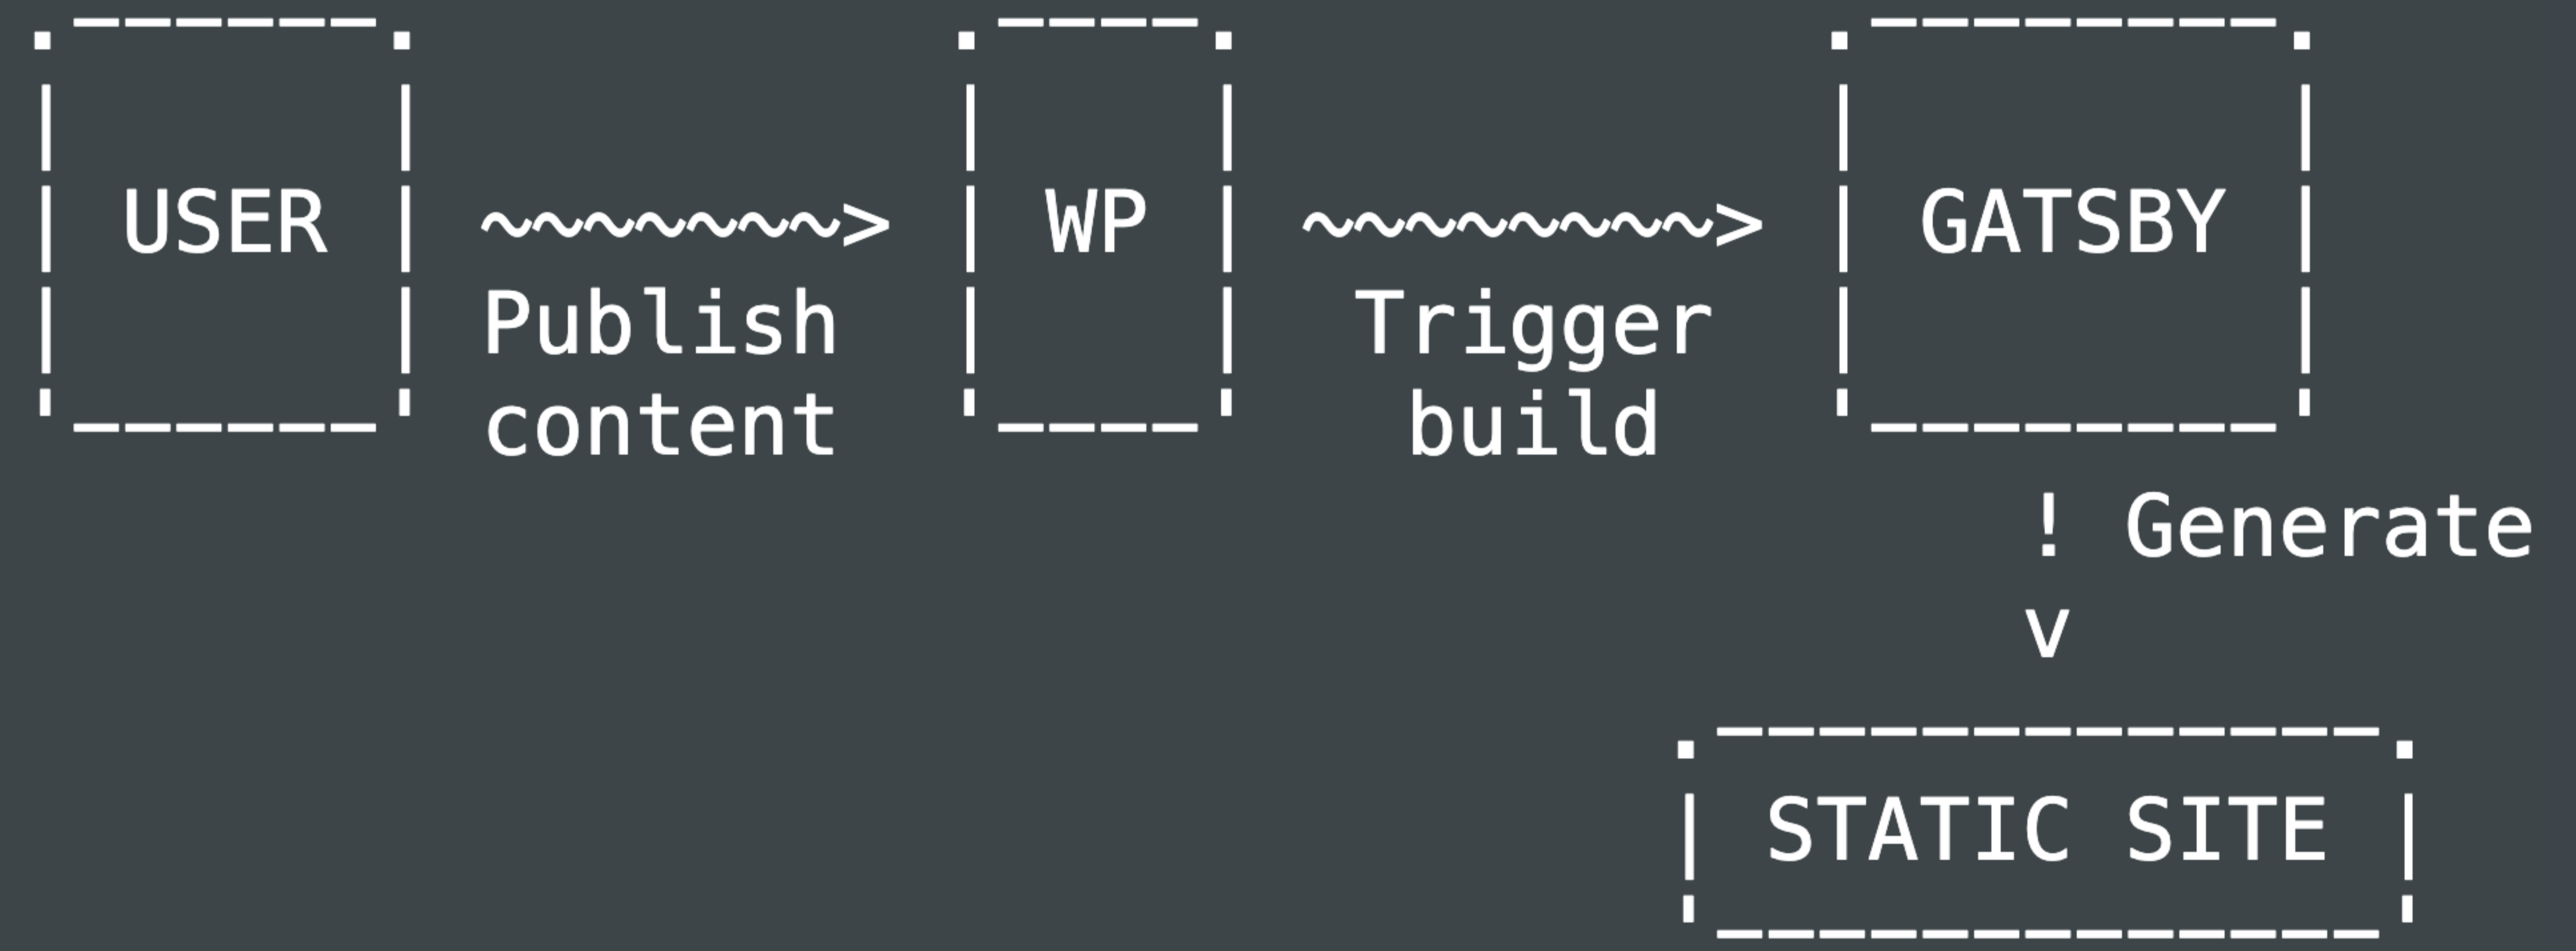 USER ~~~~~~~> WP ~~~~~~~~> GATSBY
Publish Trigger
content build
! Generate
v
STATIC SITE